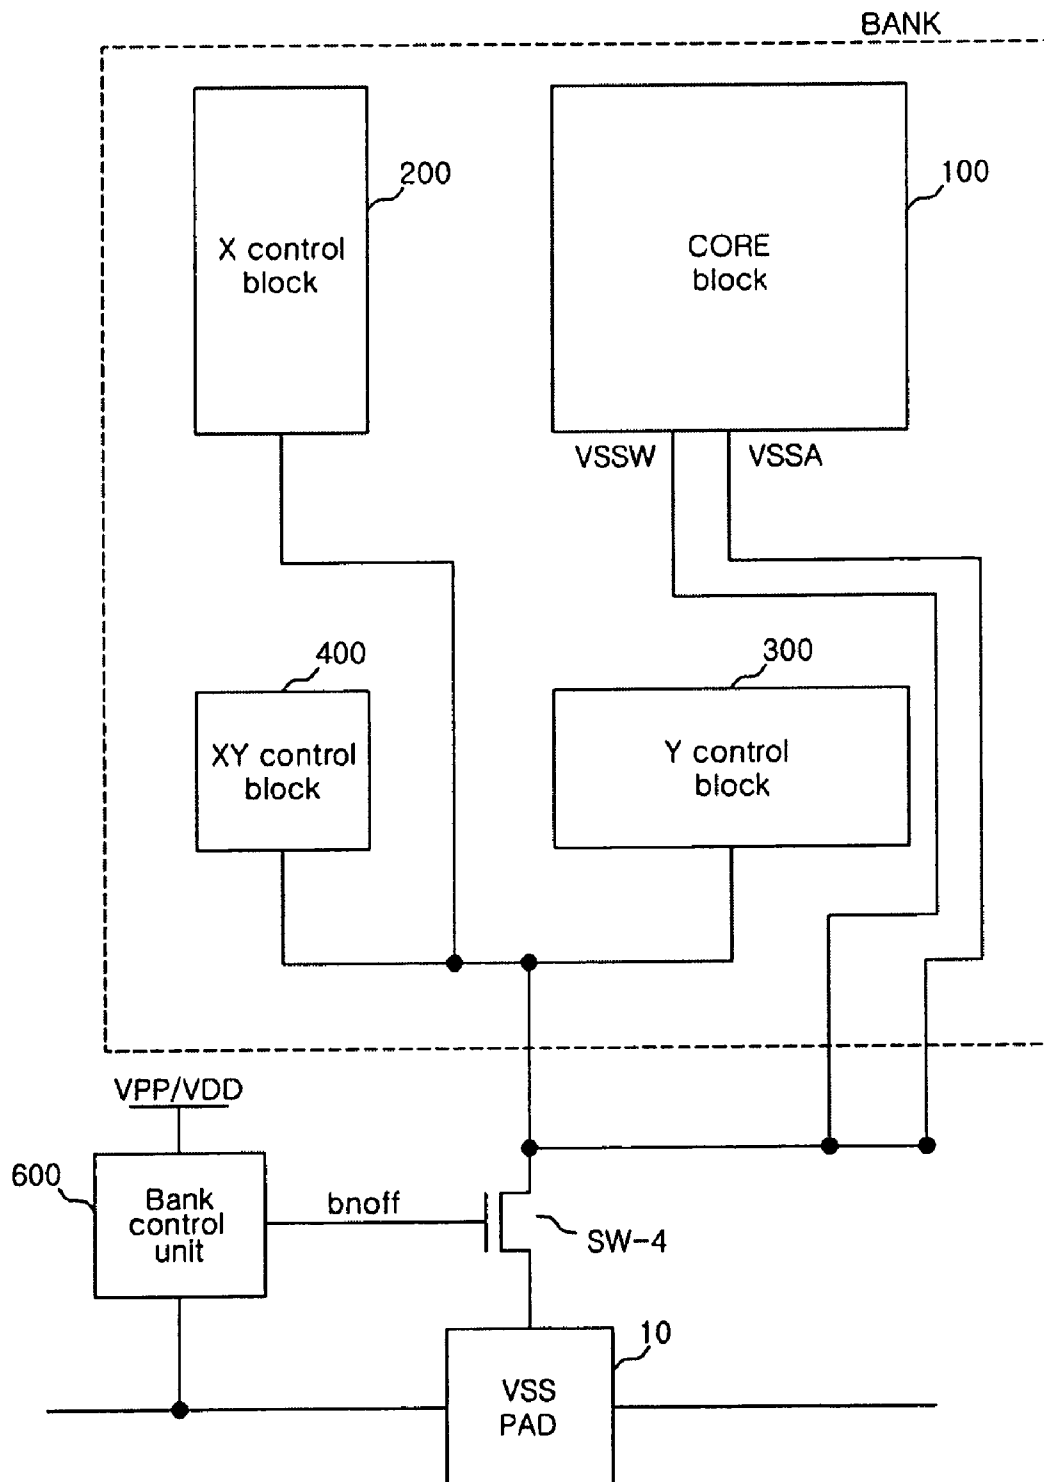 BANK
200
100
X control
block
CORE
block
VSSW
VSSA
400
300
XY control
block
Y control
block
VPP/VDD
600
Bank
control
unit
bnoff
SW-4
10
VSS
PAD